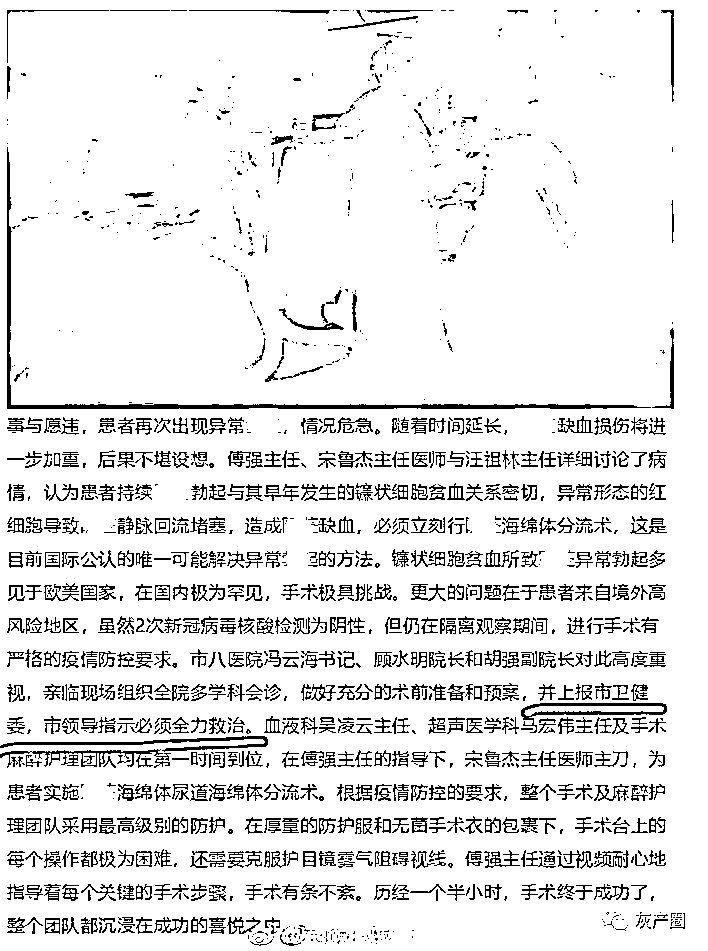 事与愿违，患者再次出现异常，情况危急。随着时间延长，缺血损伤将进
一步加重，后果不堪设想。傅强主任、宋鲁杰主任医师与汪祖林主任详细讨论了病
情，认为患者持续勃起与其早年发生的镰状细胞贫血关系密切，异常形态的红
细胞导致静脉回流堵塞，造成缺血，必须立刻行海绵体分流术，这是
目前国际公认的唯一可能解决异常的方法。镰状细胞贫血所致异常勃起多
见于欧美国家，在国内极为罕见，手术极具挑战。更大的问题在于患者来自境外高
风险地区，虽然2次新冠病毒核酸检测为阴性，但仍在隔离观察期间，进行手术有
严格的疫情防控要求。市八医院冯云海书记、顾水明院长和胡强副院长对此高度重
视，亲临现场组织全院多学科会诊，做好充分的术前准备和预案，并上报市卫健
委，市领导指示必须全力救治。血液科吴凌云主任、超声医学科马宏伟主任及手术
麻醉护理团队均在第一时间到位，在傅强主任的指导下，宋鲁杰主任医师主刀，为
患者实施海绵体尿道海绵体分流术。根据疫情防控的要求，整个手术及麻醉护
理团队采用最高级别的防护。在厚重的防护服和无菌手术衣的包裹下，手术台上的
每个操作都极为困难，还需要克服护目镜雾气阻碍视线。傅强主任通过视频耐心地
指导着每个关键的手术步骤，手术有条不紊。历经一个半小时，手术终于成功了，
整个团队都沉浸在成功的喜悦之中
灰产圈